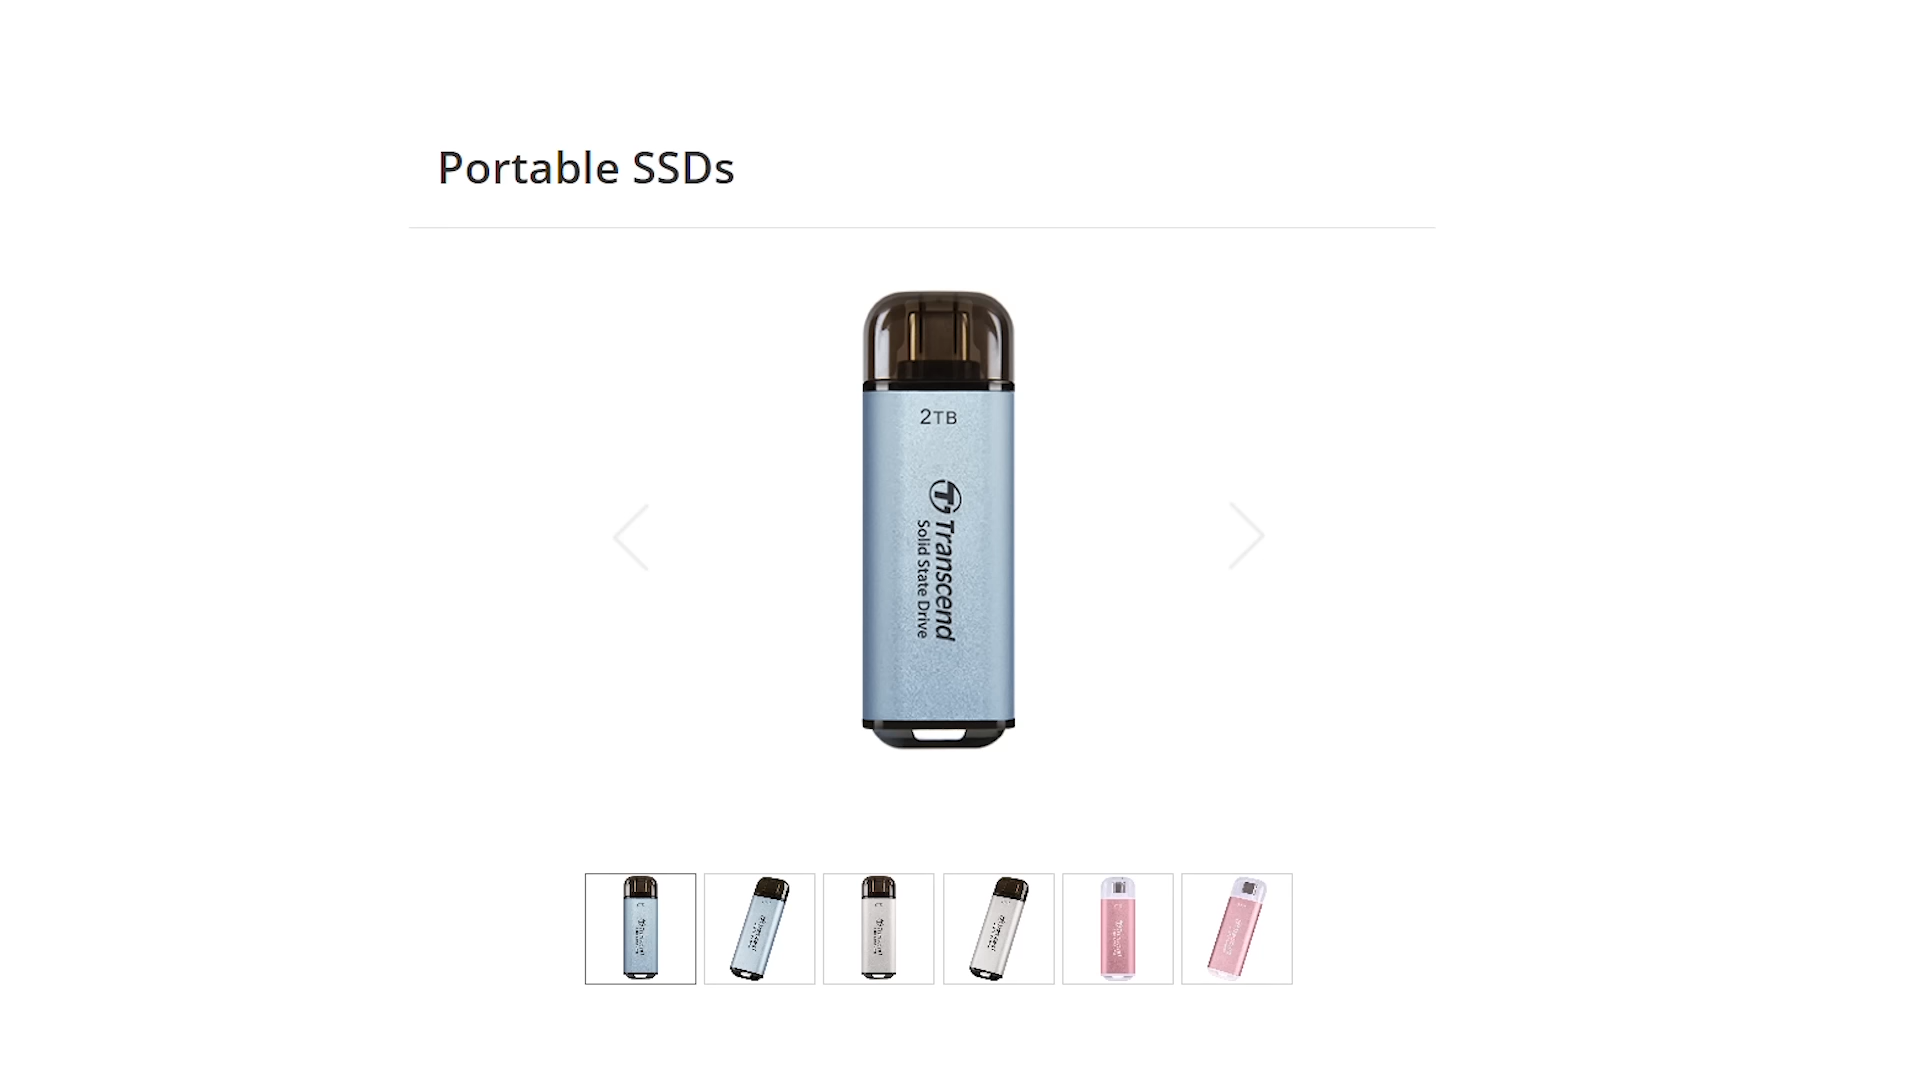 Portable SSDs
2TB
Transcend
Solid State Drive